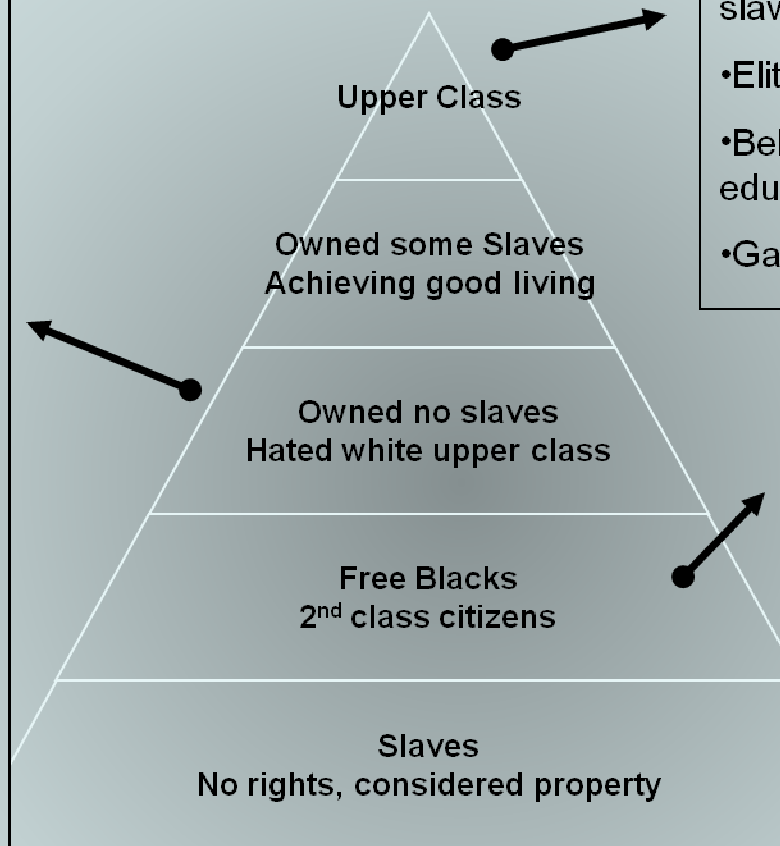 Upper Class
Owned some Slaves
Achieving good living
Owned no slaves
Hated white upper class
Free Blacks
2nd class citizens
Slaves
No rights, considered property